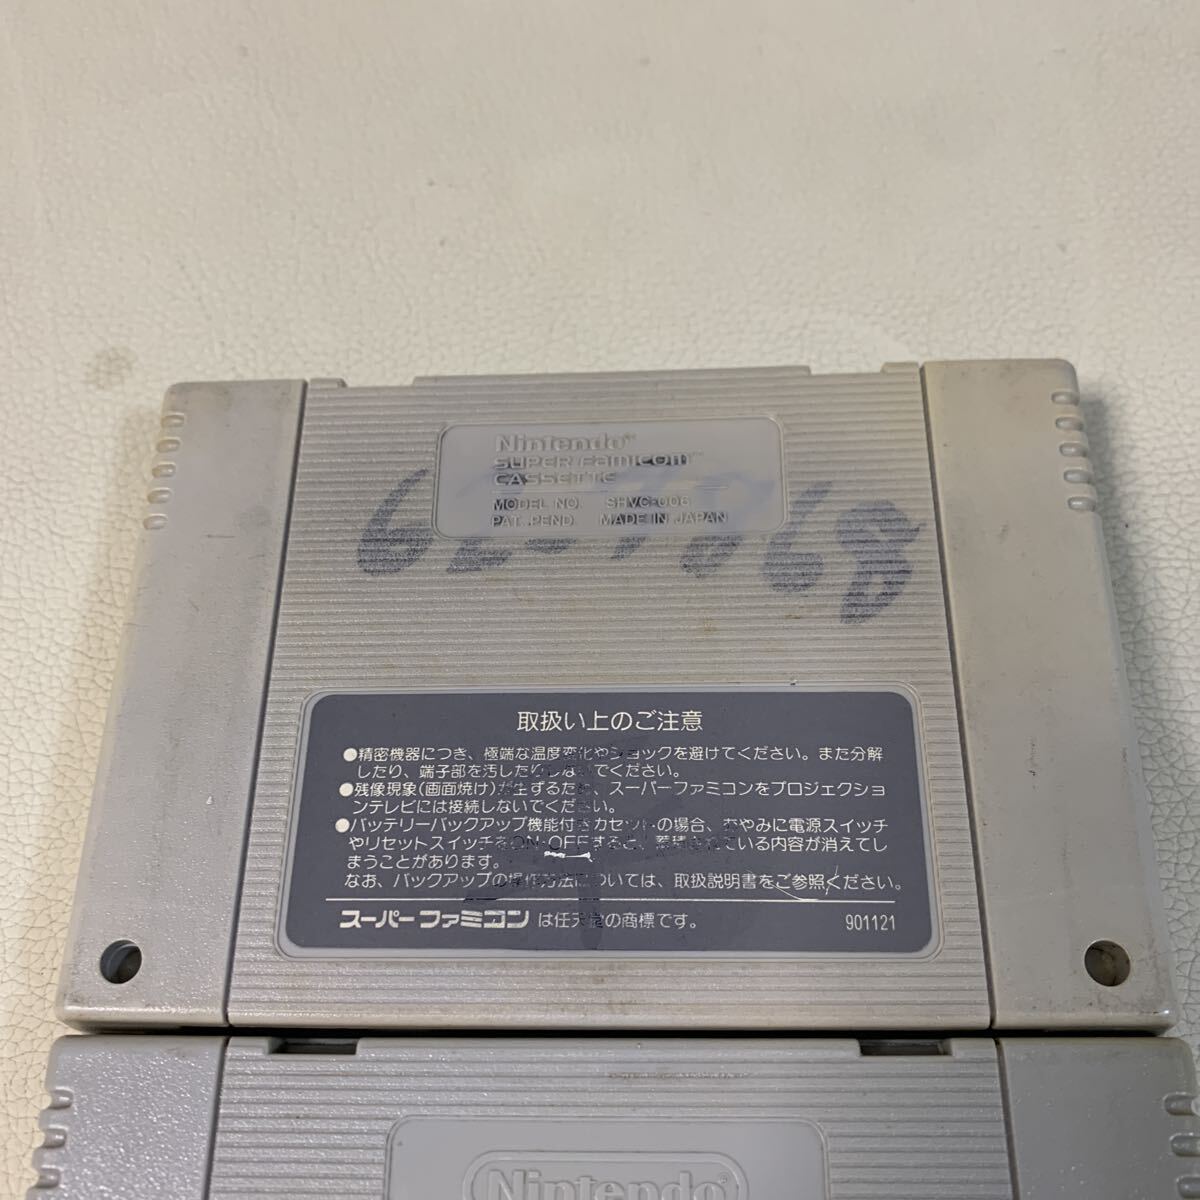 Nintendo™
SUPER Famicom™
CASSETTE
MODEL NO. SHVC-006
PAT. PEND. MADE IN JAPAN
取扱い上のご注意
●精密機器につき、極端な温度変化やショックを避けてください。また分解
したり、端子部を汚したりしないでください。
●残像現象(画面焼け)が生ずるため、スーパーファミコンをプロジェクショ
ンテレビには接続しないでください。
●バッテリーバックアップ機能付きカセットの場合、むやみに電源スイッチ
やリセットスイッチをON-OFFすると、蓄積されている内容が消えてし
まうことがあります。
なお、バックアップの操作方法については、取扱説明書をご参照ください。
スーパーファミコン は任天堂の商標です。 901121
Nintendo